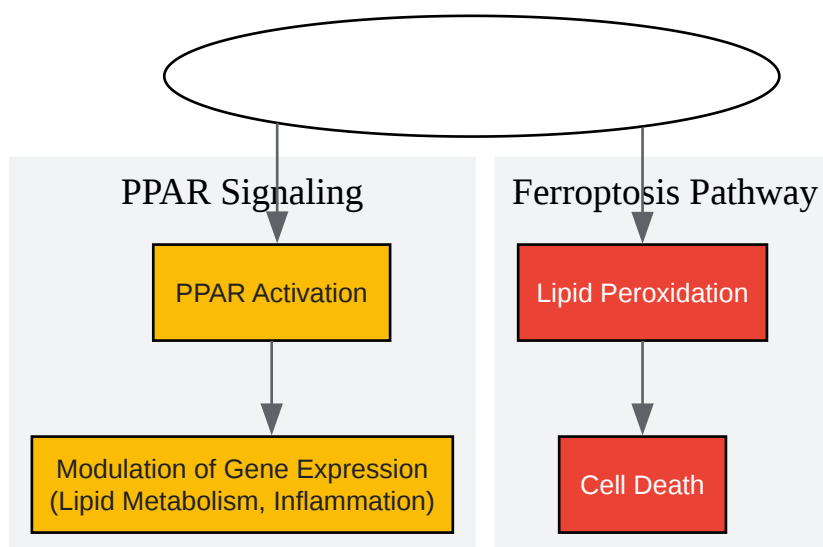 PPAR Signaling
Ferroptosis Pathway
PPAR Activation
Lipid Peroxidation
Modulation of Gene Expression
(Lipid Metabolism, Inflammation)
Cell Death